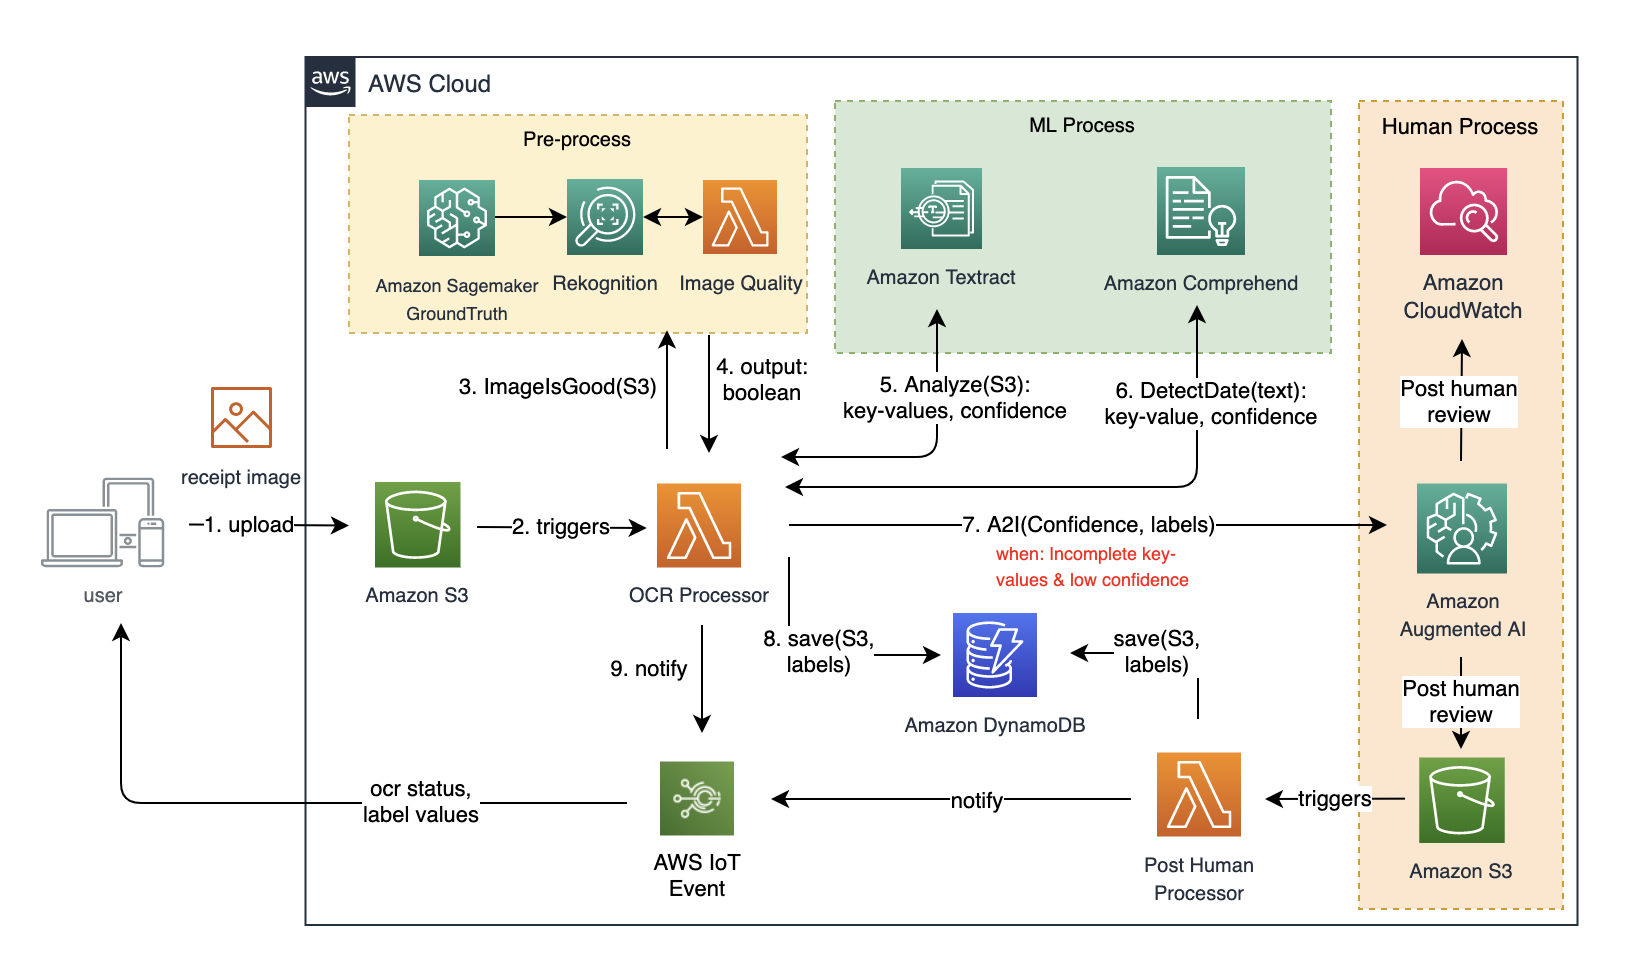 aws
AWS Cloud
Pre-process
Amazon Sagemaker
GroundTruth
Rekognition
Image Quality
ML Process
Amazon Textract
Amazon Comprehend
Human Process
Amazon
CloudWatch
3. ImageIsGood(S3)
4. output:
boolean
5. Analyze(S3):
key-values, confidence
6. DetectDate(text):
key-value, confidence
Post human
review
receipt image
user
1. upload
Amazon S3
2. triggers
OCR Processor
7. A2I(Confidence, labels)
when: Incomplete key-
values & low confidence
Amazon
Augmented AI
8. save(S3,
labels)
Amazon DynamoDB
save(S3,
labels)
9. notify
Post human
review
ocr status,
label values
AWS IoT
Event
notify
Post Human
Processor
triggers
Amazon S3